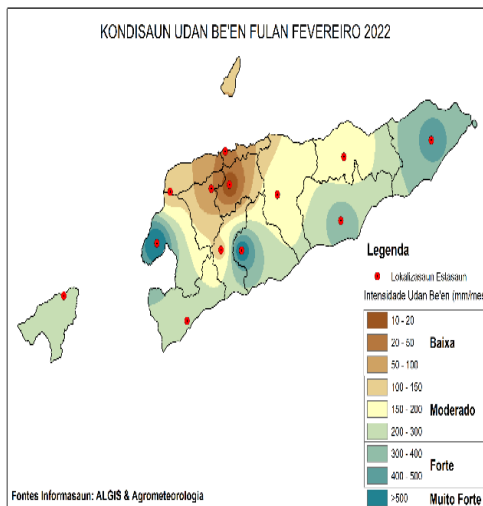 KONDISAUN UDAN BE'EN FULAN FEVEREIRO 2022
Legenda
Lokalizasaun Estasaun
Intensidade Udan Be'en (mm/mes
10 - 20
20 - 50 Baixa
50 - 100
100 - 150
150 - 200 Moderado
200 - 300
300 - 400 Forte
400 - 500
>500 Muito Forte
Fontes Informasaun: ALGIS & Agrometeorologia